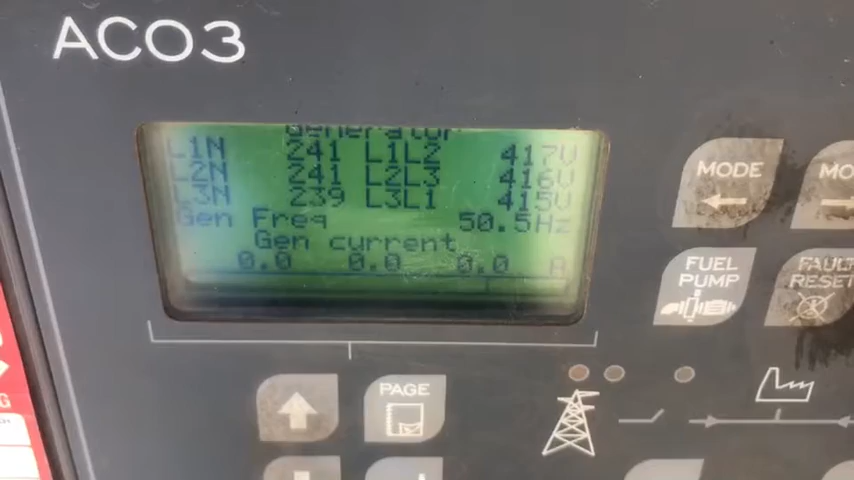 AC03
Generator
L1N 241 L1L2 417V
L2N 241 L2L3 416V
L3N 239 L3L1 415V
Gen Freq 50.5Hz
Gen current
0.0 0.0 0.0 A
MODE
MO
FUEL
PUMP
FAULT
RESET
PAGE